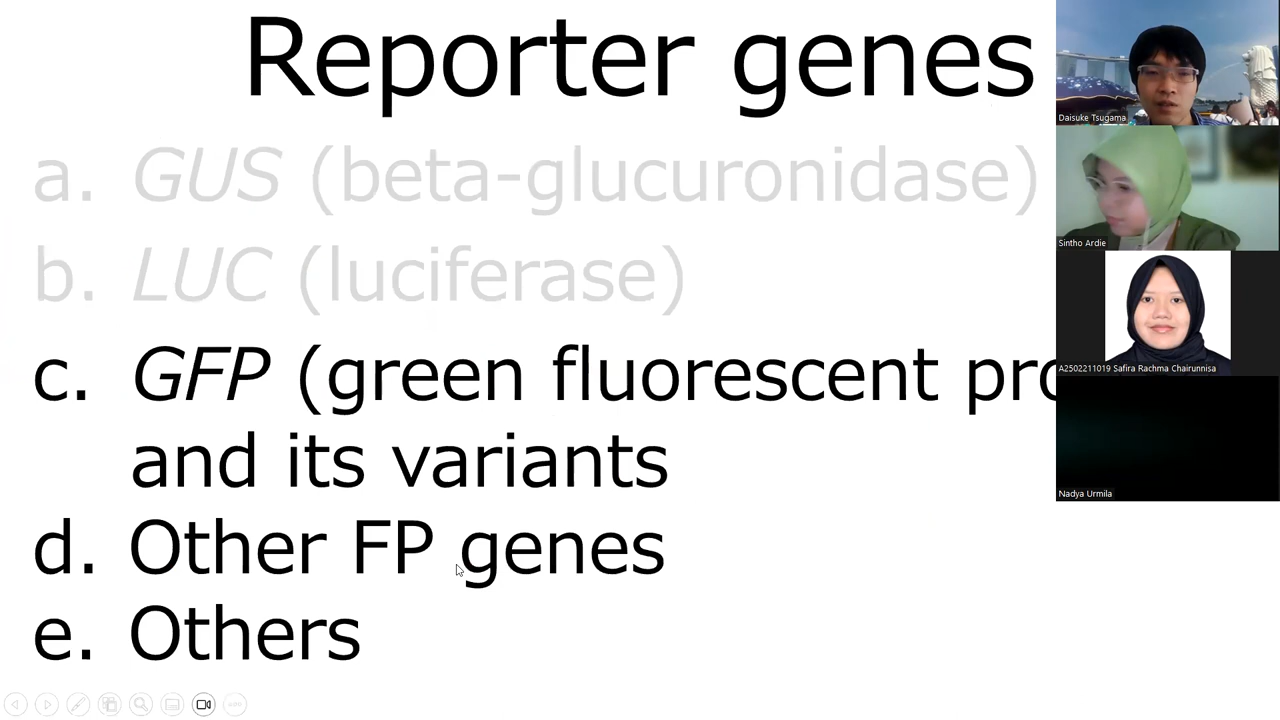 Reporter genes
a. GUS (beta-glucuronidase)
b. LUC (luciferase)
c. GFP (green fluorescent pro
and its variants
d. Other FP genes
e. Others
Daisuke Tsugama
Sintho Ardie
A2502211019 Safira Rachma Chairunnisa
Nadya Urmila